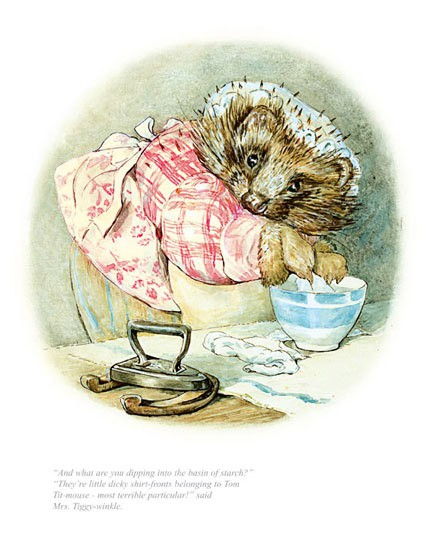 “And what are you dipping into the basin of starch?”
“They're little dicky shirt-fronts belonging to Tom
Tit-mouse - most terrible particular!” said
Mrs. Tiggy-winkle.